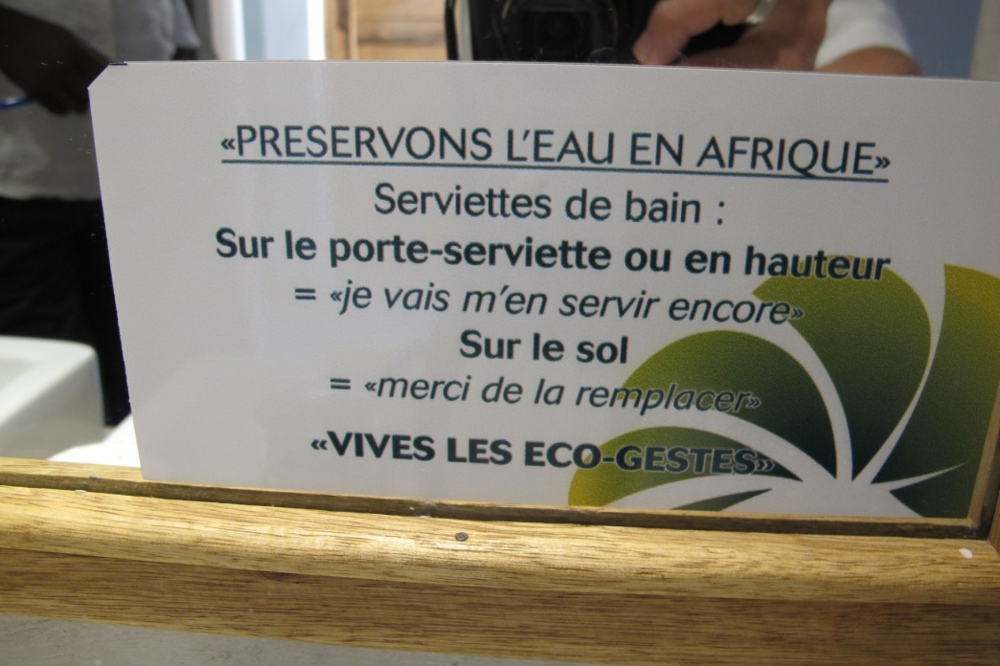 «PRESERVONS L'EAU EN AFRIQUE»
Serviettes de bain :
Sur le porte-serviette ou en hauteur
= «je vais m'en servir encore»
Sur le sol
= «merci de la remplacer»
«VIVES LES ECO-GESTES»